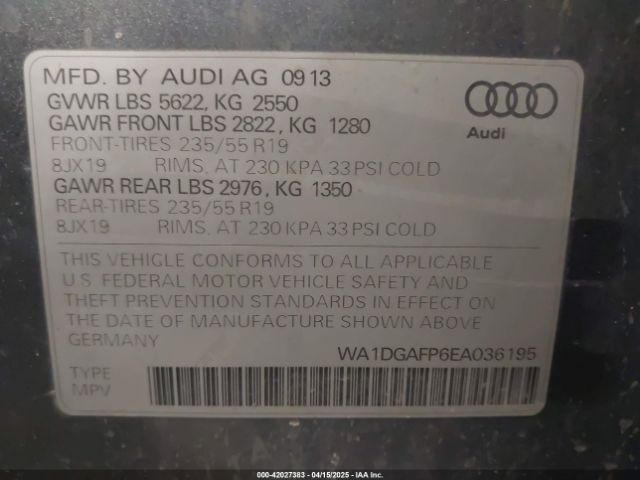 MFD. BY AUDI AG 09 13
GVWR LBS 5622, KG 2550
GAWR FRONT LBS 2822, KG 1280
FRONT-TIRES 235/55 R19
8JX19 RIMS, AT 230 KPA 33 PSI COLD
GAWR REAR LBS 2976, KG 1350
REAR-TIRES 235/55 R19
8JX19 RIMS, AT 230 KPA 33 PSI COLD
Audi
THIS VEHICLE CONFORMS TO ALL APPLICABLE
U.S. FEDERAL MOTOR VEHICLE SAFETY AND
THEFT PREVENTION STANDARDS IN EFFECT ON
THE DATE OF MANUFACTURE SHOWN ABOVE
GERMANY
WA1DGAFP6EA036195
TYPE
MPV
000-42027383 - 04/15/2025 - IAA Inc.